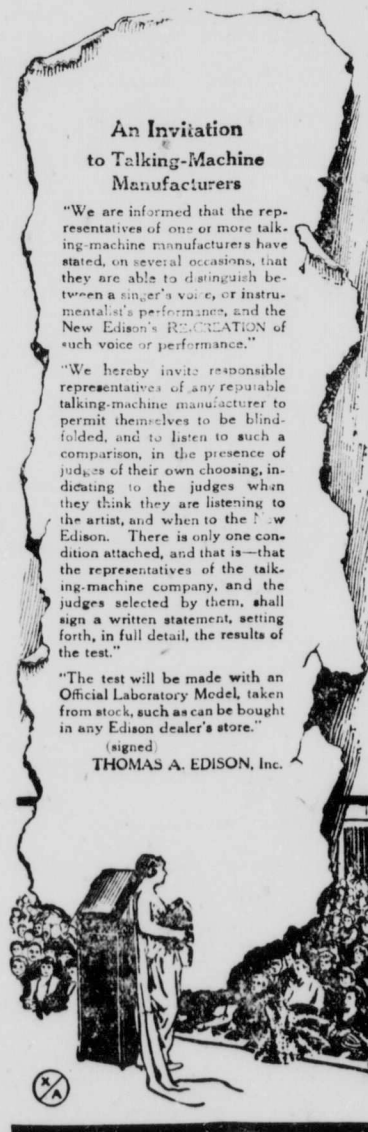 An Invitation
to Talking-Machine
Manufacturers
"We are informed that the rep-
resentatives of one or more talk-
ing-machine manufacturers have
stated, on several occasions, that
they are able to distinguish be-
tween a singer's voice, or instru-
mentalist's performance, and the
New Edison's RE-CREATION of
such voice or performance."
"We hereby invite responsible
representatives of any reputable
talking-machine manufacturer to
permit themselves to be blind-
folded, and to listen to such a
comparison, in the presence of
judges of their own choosing, in-
dicating to the judges when
they think they are listening to
the artist, and when to the New
Edison. There is only one con-
dition attached, and that is—that
the representatives of the talk-
ing-machine company, and the
judges selected by them, shall
sign a written statement, setting
forth, in full detail, the results of
the test."
"The test will be made with an
Official Laboratory Model, taken
from stock, such as can be bought
in any Edison dealer's store."
(signed)
THOMAS A. EDISON, Inc.
X/A